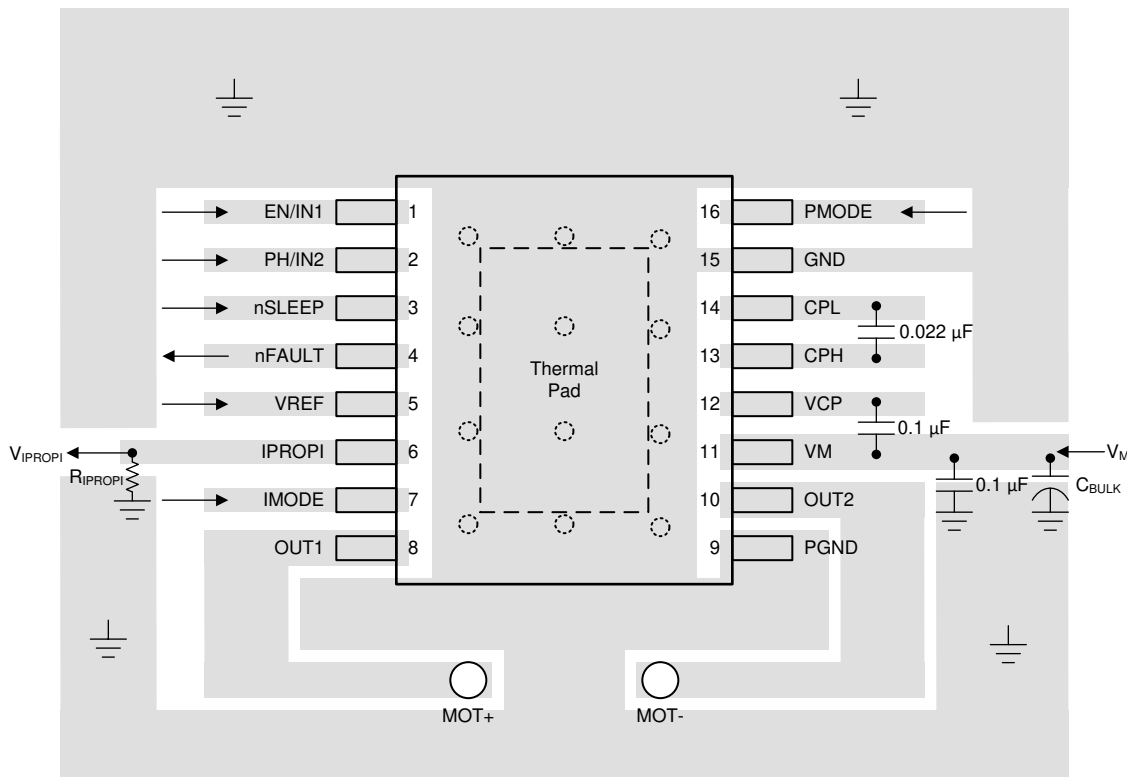 EN/IN1 1
PH/IN2 2
nSLEEP 3
nFAULT 4
VREF 5
IPROPI 6
IMODE 7
OUT1 8
VIPROPI
RIPROPI
Thermal
Pad
16 PMODE
15 GND
14 CPL
0.022 µF
13 CPH
12 VCP
0.1 µF
11 VM
VM
0.1 µF
CBULK
10 OUT2
9 PGND
MOT+
MOT-